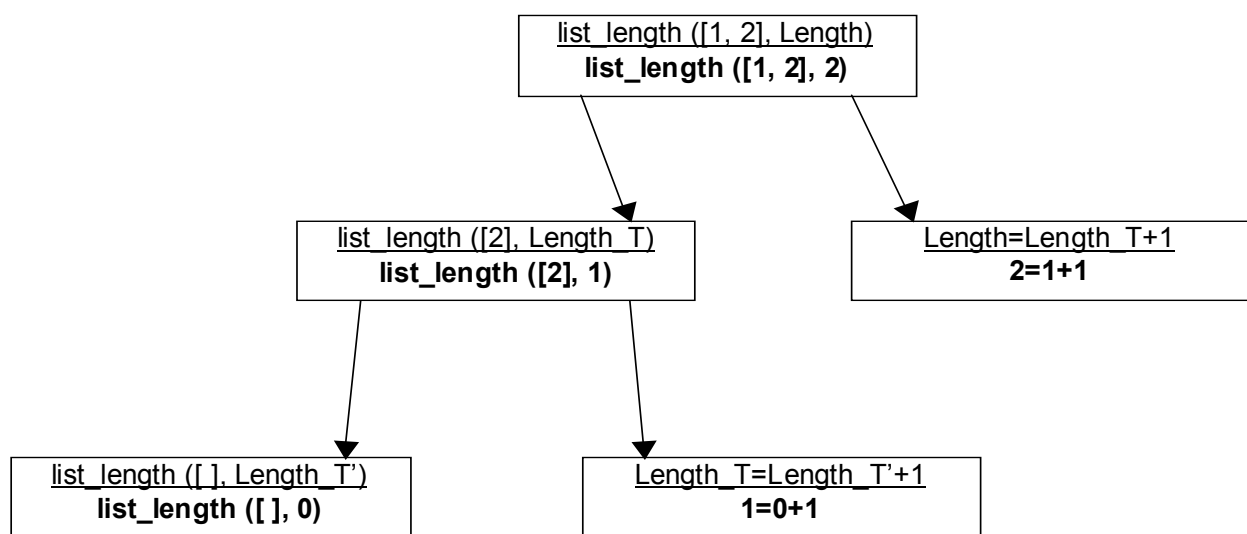 list_length ([1, 2], Length)
list_length ([1, 2], 2)
list_length ([2], Length_T)
list_length ([2], 1)
Length=Length_T+1
2=1+1
list_length ([ ], Length_T’)
list_length ([ ], 0)
Length_T=Length_T’+1
1=0+1